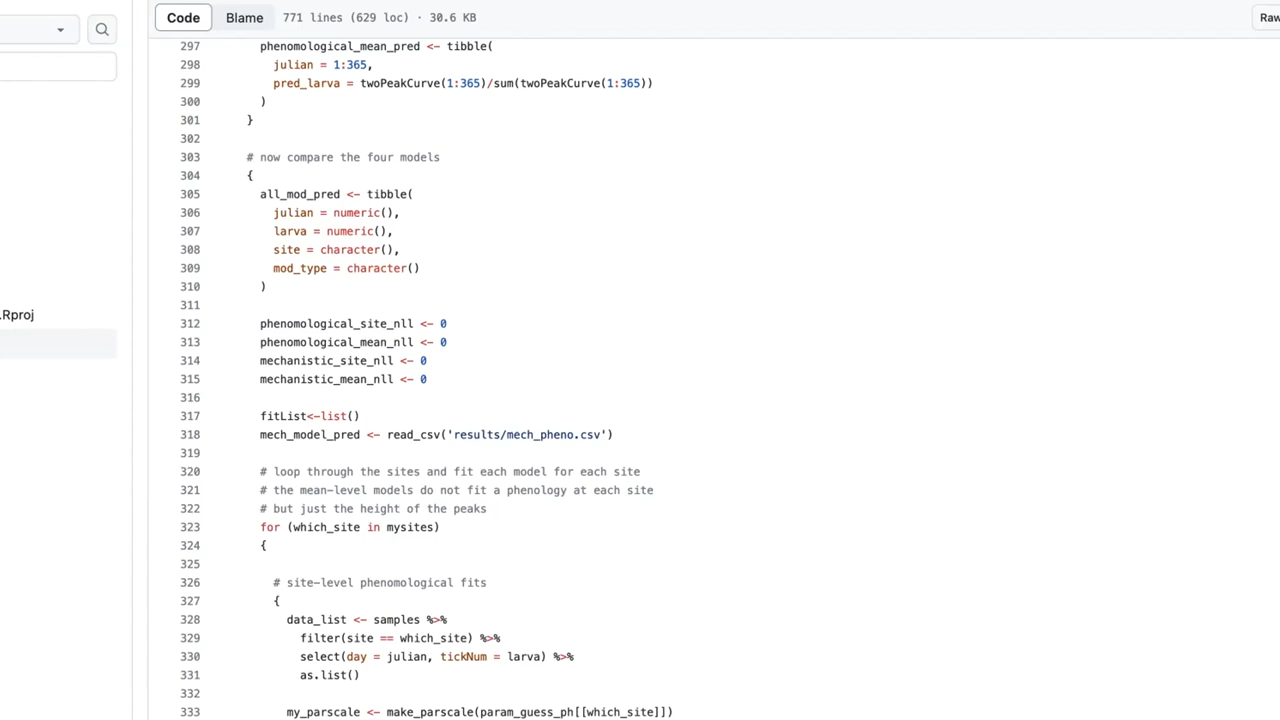 Code Blame 771 lines (629 loc) · 30.6 KB Raw
297 phenomological_mean_pred <- tibble(
298 julian = 1:365,
299 pred_larva = twoPeakCurve(1:365)/sum(twoPeakCurve(1:365))
300 )
301 }
302
303 # now compare the four models
304 {
305 all_mod_pred <- tibble(
306 julian = numeric(),
307 larva = numeric(),
308 site = character(),
309 mod_type = character()
310 )
311
312 phenomological_site_nll <- 0
313 phenomological_mean_nll <- 0
.Rproj
314 mechanistic_site_nll <- 0
315 mechanistic_mean_nll <- 0
316
317 fitList<-list()
318 mech_model_pred <- read_csv('results/mech_pheno.csv')
319
320 # loop through the sites and fit each model for each site
321 # the mean-level models do not fit a phenology at each site
322 # but just the height of the peaks
323 for (which_site in mysites)
324 {
325
326 # site-level phenomological fits
327 {
328 data_list <- samples %>%
329 filter(site == which_site) %>%
330 select(day = julian, tickNum = larva) %>%
331 as.list()
332
333 my_parscale <- make_parscale(param_guess_ph[[which_site]])